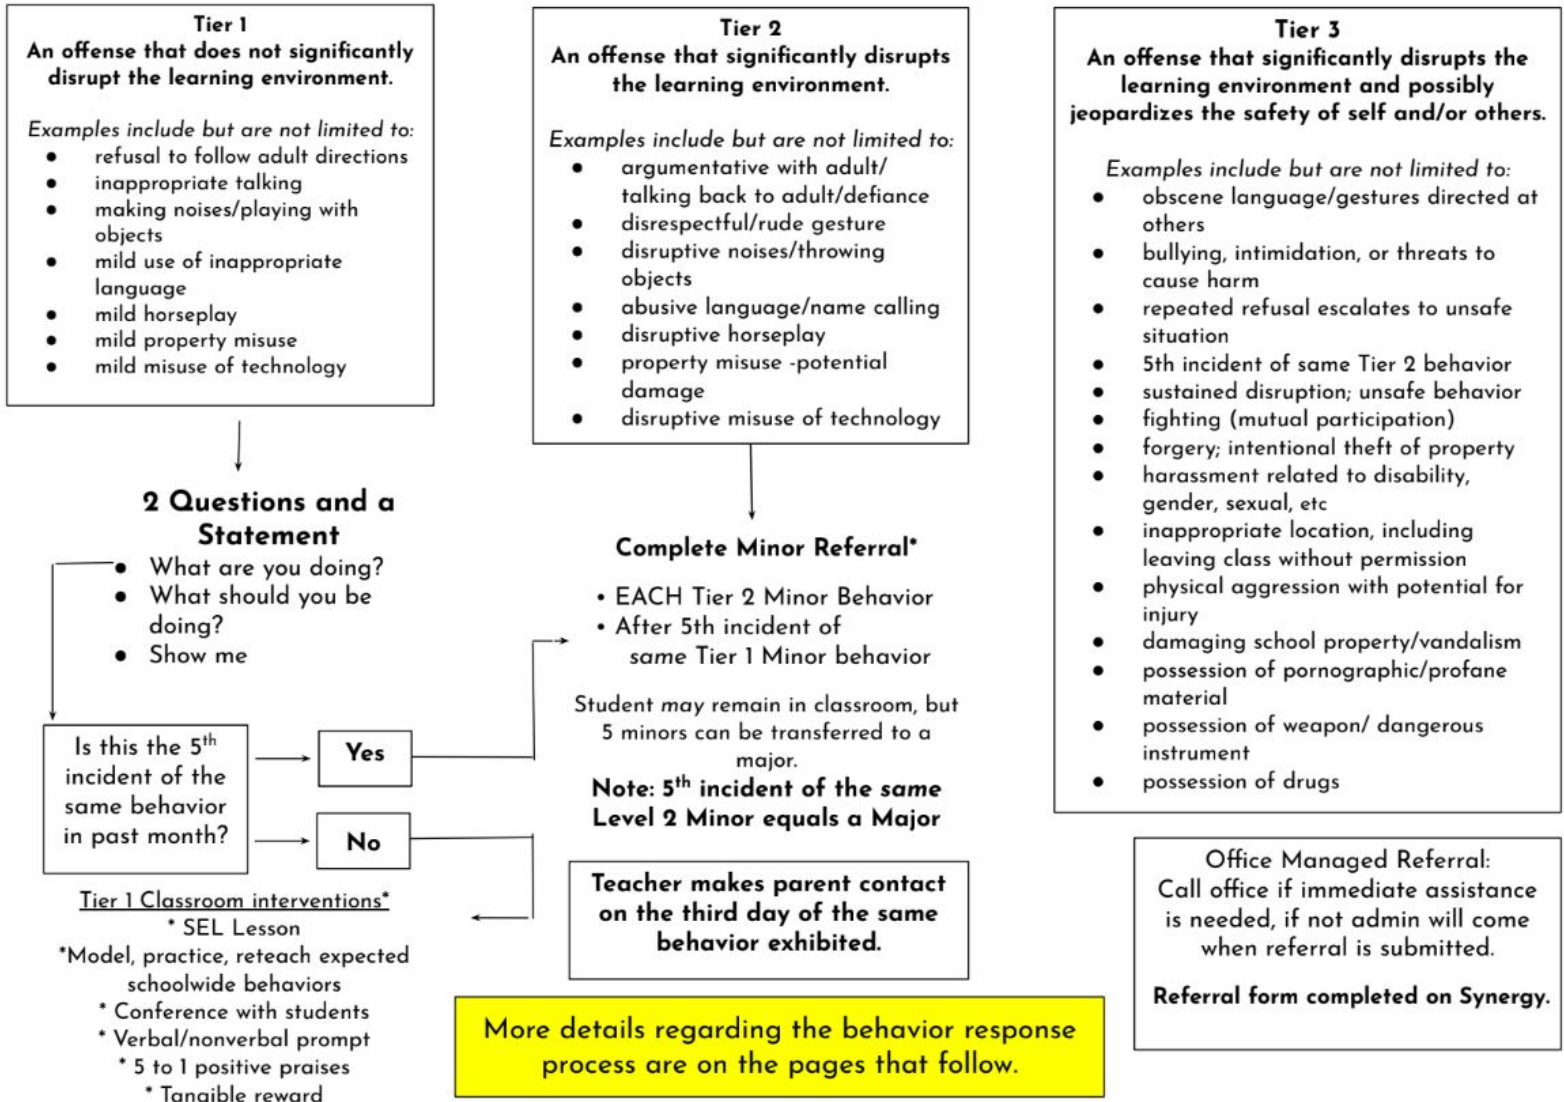 Tier 1
An offense that does not significantly
disrupt the learning environment.
Examples include but are not limited to:
● refusal to follow adult directions
● inappropriate talking
● making noises/playing with
objects
● mild use of inappropriate
language
● mild horseplay
● mild property misuse
● mild misuse of technology
2 Questions and a
Statement
● What are you doing?
● What should you be
doing?
● Show me
Is this the 5th
incident of the
same behavior
in past month?
Yes
No
Tier 1 Classroom interventions*
* SEL Lesson
*Model, practice, reteach expected
schoolwide behaviors
* Conference with students
* Verbal/nonverbal prompt
* 5 to 1 positive praises
* Tangible reward
Tier 2
An offense that significantly disrupts
the learning environment.
Examples include but are not limited to:
● argumentative with adult/
talking back to adult/defiance
● disrespectful/rude gesture
● disruptive noises/throwing
objects
● abusive language/name calling
● disruptive horseplay
● property misuse -potential
damage
● disruptive misuse of technology
Complete Minor Referral*
• EACH Tier 2 Minor Behavior
• After 5th incident of
same Tier 1 Minor behavior
Student may remain in classroom, but
5 minors can be transferred to a
major.
Note: 5th incident of the same
Level 2 Minor equals a Major
Teacher makes parent contact
on the third day of the same
behavior exhibited.
More details regarding the behavior response
process are on the pages that follow.
Tier 3
An offense that significantly disrupts the
learning environment and possibly
jeopardizes the safety of self and/or others.
Examples include but are not limited to:
● obscene language/gestures directed at
others
● bullying, intimidation, or threats to
cause harm
● repeated refusal escalates to unsafe
situation
● 5th incident of same Tier 2 behavior
● sustained disruption; unsafe behavior
● fighting (mutual participation)
● forgery; intentional theft of property
● harassment related to disability,
gender, sexual, etc
● inappropriate location, including
leaving class without permission
● physical aggression with potential for
injury
● damaging school property/vandalism
● possession of pornographic/profane
material
● possession of weapon/ dangerous
instrument
● possession of drugs
Office Managed Referral:
Call office if immediate assistance
is needed, if not admin will come
when referral is submitted.
Referral form completed on Synergy.